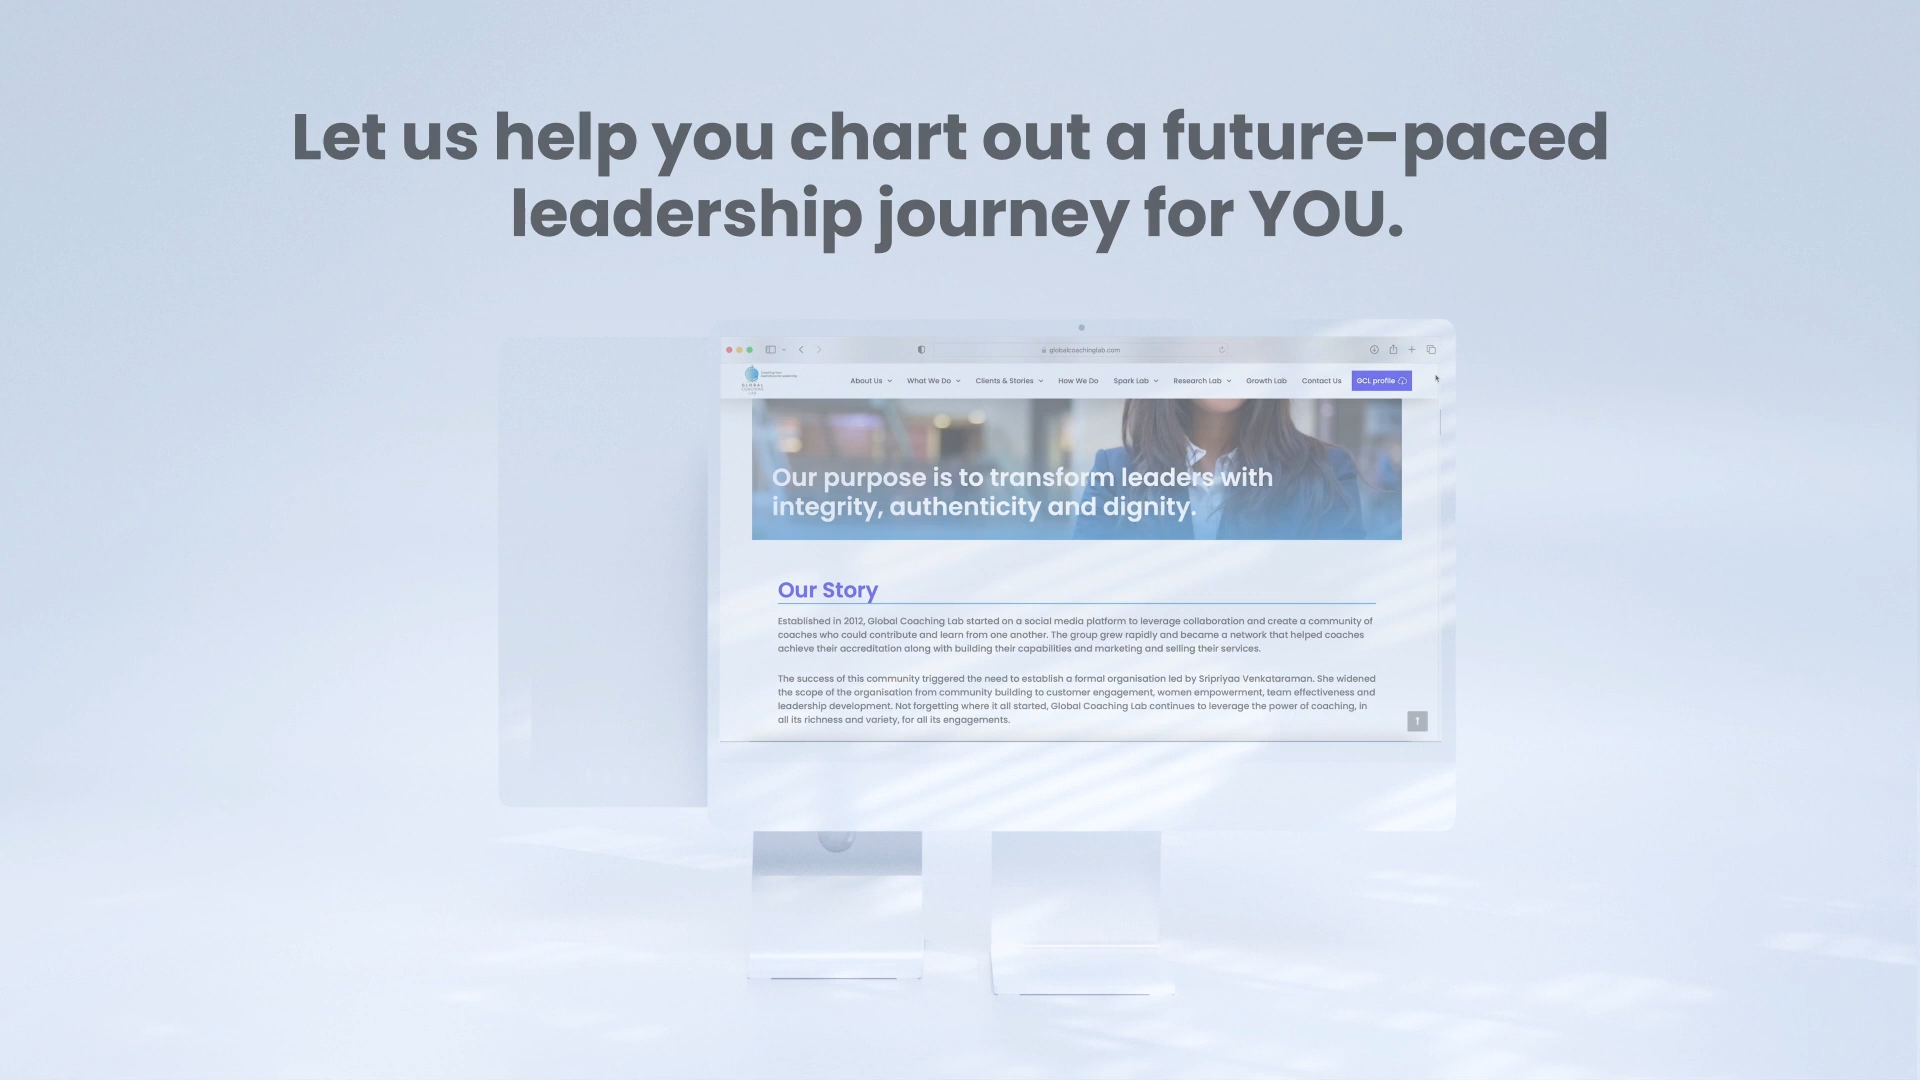 Let us help you chart out a future-paced
leadership journey for YOU.
globalcoachinglab.com
GLOBAL
COACHING
LAB
About Us What We Do Clients & Stories How We Do Spark Lab Research Lab Growth Lab Contact Us GCL profile
Our purpose is to transform leaders with
integrity, authenticity and dignity.
Our Story
Established in 2012, Global Coaching Lab started on a social media platform to leverage collaboration and create a community of
coaches who could contribute and learn from one another. The group grew rapidly and became a network that helped coaches
achieve their accreditation along with building their capabilities and marketing and selling their services.
The success of this community triggered the need to establish a formal organisation led by Sripriyaa Venkataraman. She widened
the scope of the organisation from community building to customer engagement, women empowerment, team effectiveness and
leadership development. Not forgetting where it all started, Global Coaching Lab continues to leverage the power of coaching, in
all its richness and variety, for all its engagements.